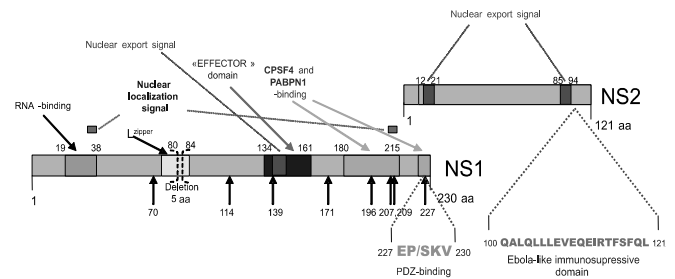 Nuclear export signal
Nuclear export signal
«EFFECTOR »
domain
CPSF4 and
PABPN1
-binding
Nuclear
localization
signal
RNA -binding
Lzipper
12 21
85 94
NS2
1
121 aa
19
38
80
84
134
161
180
215
NS1
Deletion
5 aa
1
230 aa
70
114
139
171
196
207
209
227
227 EP/SKV 230
PDZ-binding
100 QALQLLLEVEQEIRTFSFQL 121
Ebola-like immunosupressive
domain